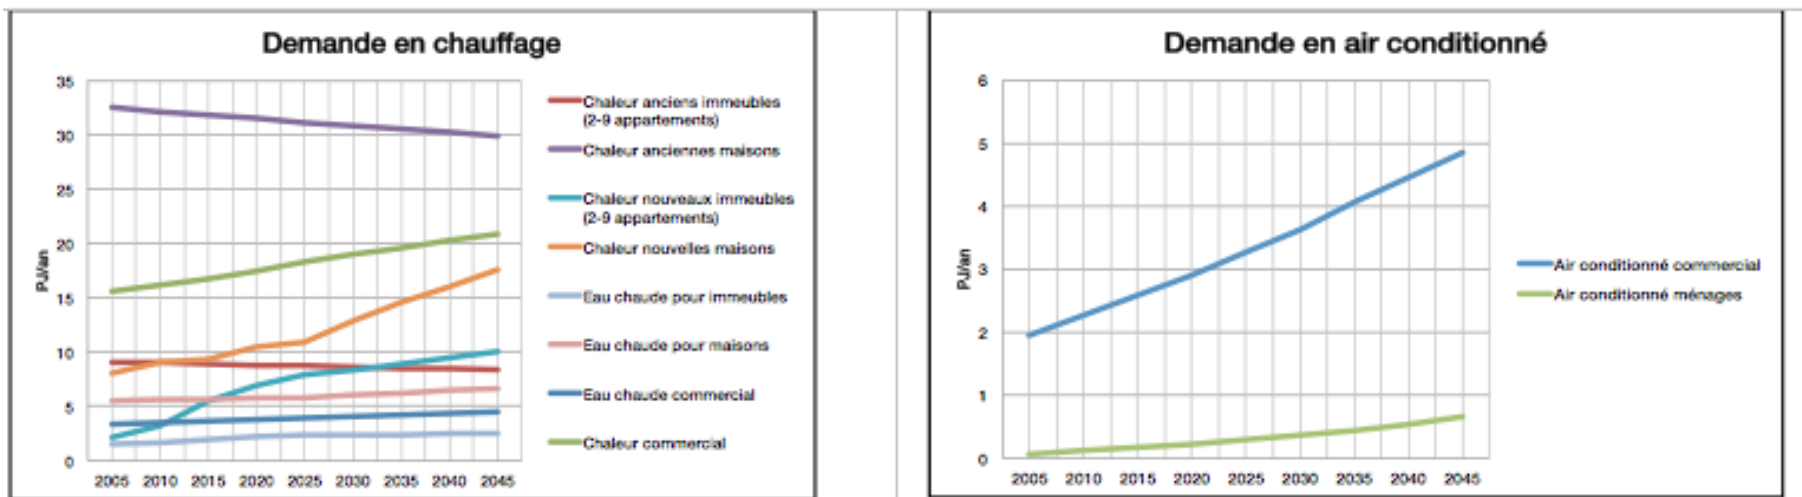 Demande en chauffage
35
30
25
20
15
10
5
0
PJ/an
2005 2010 2015 2020 2025 2030 2035 2040 2045
Chaleur anciens immeubles
(2-9 appartements)
Chaleur anciennes maisons
Chaleur nouveaux immeubles
(2-9 appartements)
Chaleur nouvelles maisons
Eau chaude pour immeubles
Eau chaude pour maisons
Eau chaude commercial
Chaleur commercial
Demande en air conditionné
6
5
4
3
2
1
0
PJ/an
2005 2010 2015 2020 2025 2030 2035 2040 2045
Air conditionné commercial
Air conditionné ménages